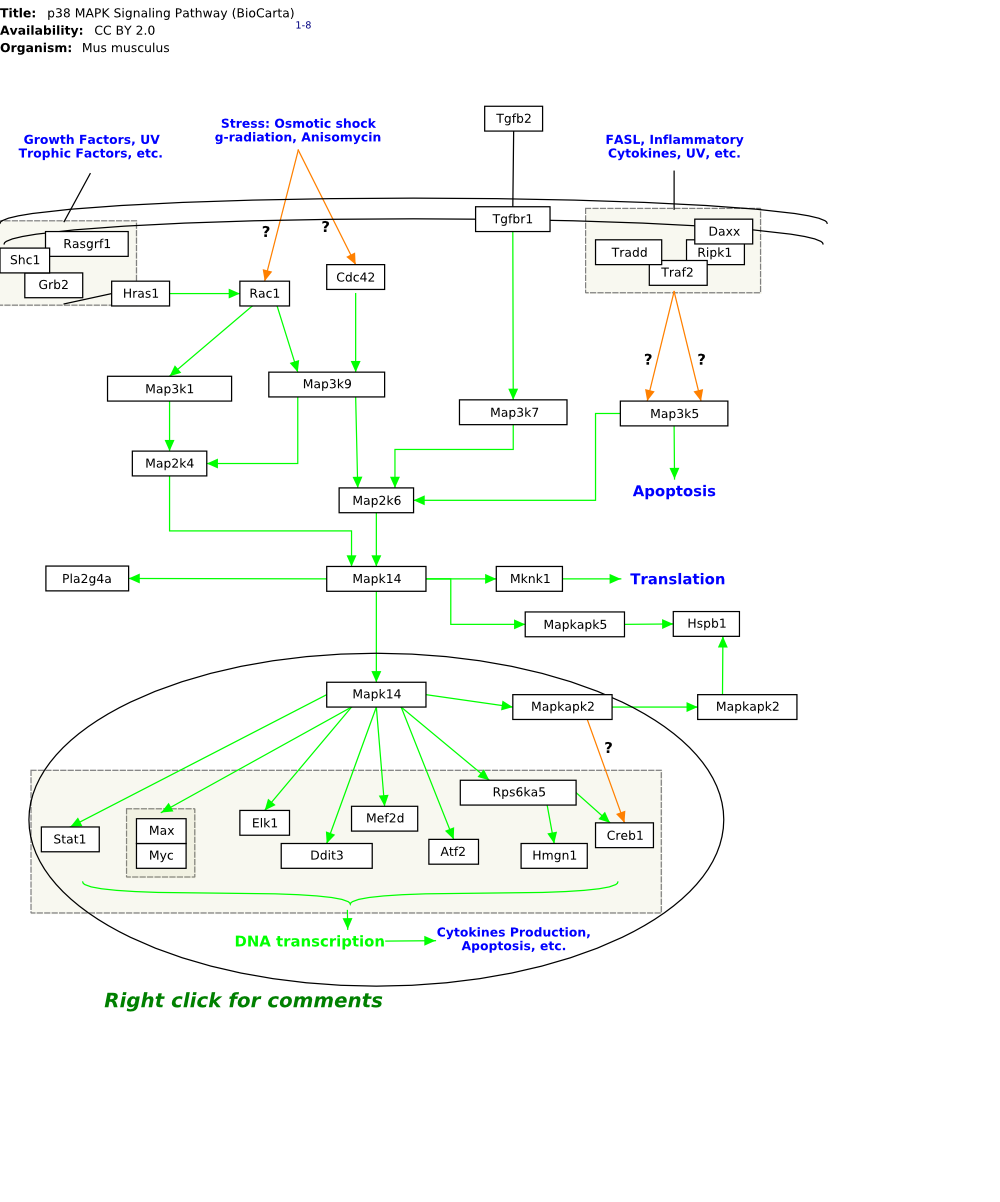 Title: p38 MAPK Signaling Pathway (BioCarta)
Availability: CC BY 2.0
1-8
Organism: Mus musculus
Growth Factors, UV
Trophic Factors, etc.
Stress: Osmotic shock
g-radiation, Anisomycin
Tgfb2
FASL, Inflammatory
Cytokines, UV, etc.
Tgfbr1
Rasgrf1
Shc1
Grb2
Hras1
?
?
Rac1
Cdc42
Daxx
Tradd
Ripk1
Traf2
?
?
Map3k1
Map3k9
Map3k7
Map3k5
Map2k4
Map2k6
Apoptosis
Pla2g4a
Mapk14
Mknk1
Translation
Mapkapk5
Hspb1
Mapk14
Mapkapk2
Mapkapk2
?
Rps6ka5
Stat1
Max
Myc
Elk1
Mef2d
Ddit3
Atf2
Hmgn1
Creb1
DNA transcription
Cytokines Production,
Apoptosis, etc.
Right click for comments